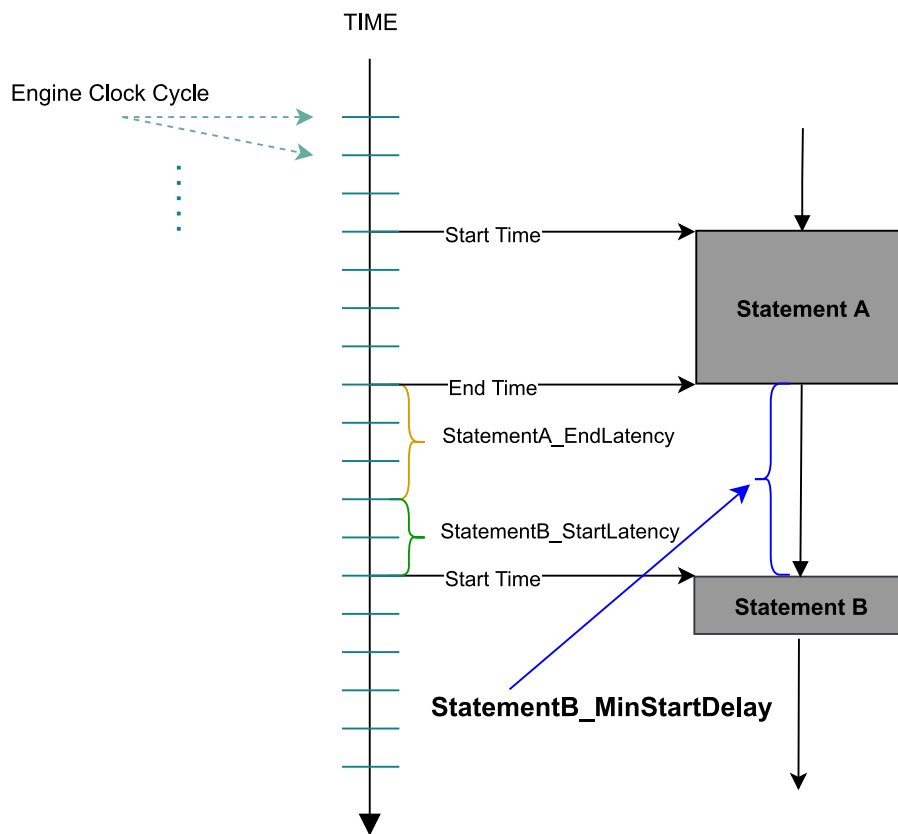 TIME
Engine Clock Cycle
Start Time
Statement A
End Time
StatementA_EndLatency
StatementB_StartLatency
Start Time
Statement B
StatementB_MinStartDelay